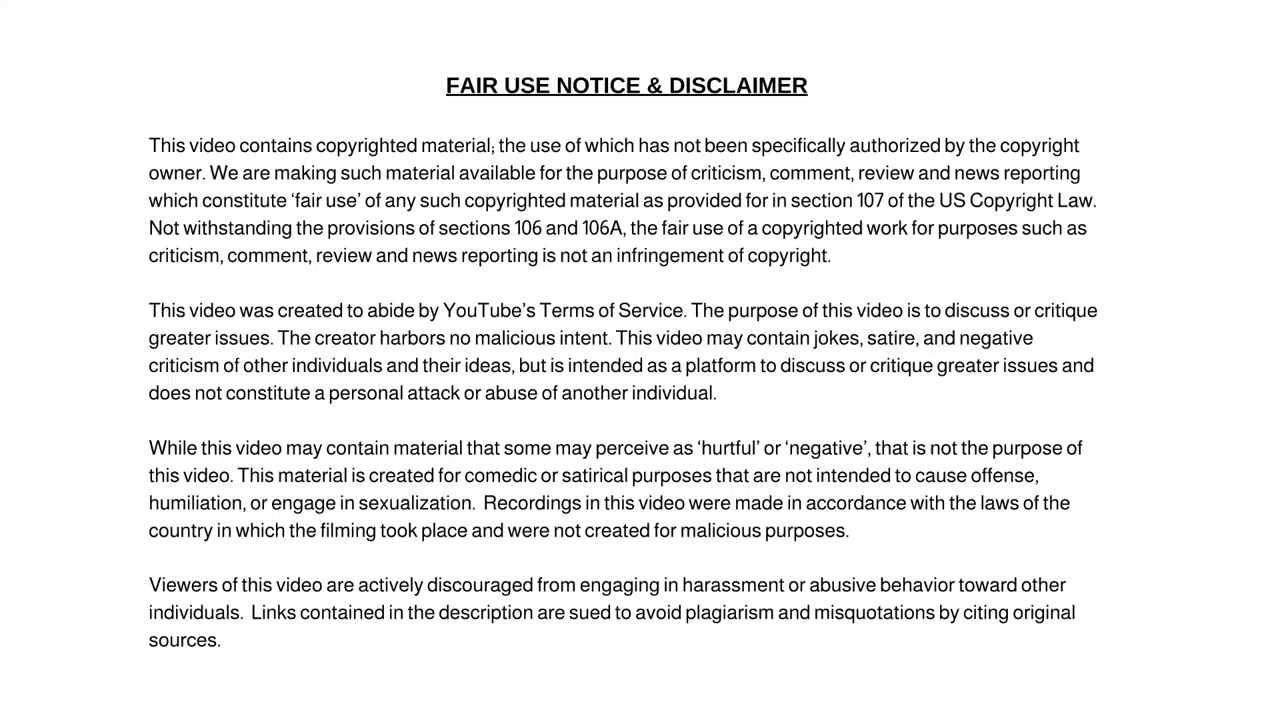 FAIR USE NOTICE & DISCLAIMER
This video contains copyrighted material; the use of which has not been specifically authorized by the copyright
owner. We are making such material available for the purpose of criticism, comment, review and news reporting
which constitute ‘fair use’ of any such copyrighted material as provided for in section 107 of the US Copyright Law.
Not withstanding the provisions of sections 106 and 106A, the fair use of a copyrighted work for purposes such as
criticism, comment, review and news reporting is not an infringement of copyright.
This video was created to abide by YouTube’s Terms of Service. The purpose of this video is to discuss or critique
greater issues. The creator harbors no malicious intent. This video may contain jokes, satire, and negative
criticism of other individuals and their ideas, but is intended as a platform to discuss or critique greater issues and
does not constitute a personal attack or abuse of another individual.
While this video may contain material that some may perceive as ‘hurtful’ or ‘negative’, that is not the purpose of
this video. This material is created for comedic or satirical purposes that are not intended to cause offense,
humiliation, or engage in sexualization.  Recordings in this video were made in accordance with the laws of the
country in which the filming took place and were not created for malicious purposes.
Viewers of this video are actively discouraged from engaging in harassment or abusive behavior toward other
individuals.  Links contained in the description are sued to avoid plagiarism and misquotations by citing original
sources.